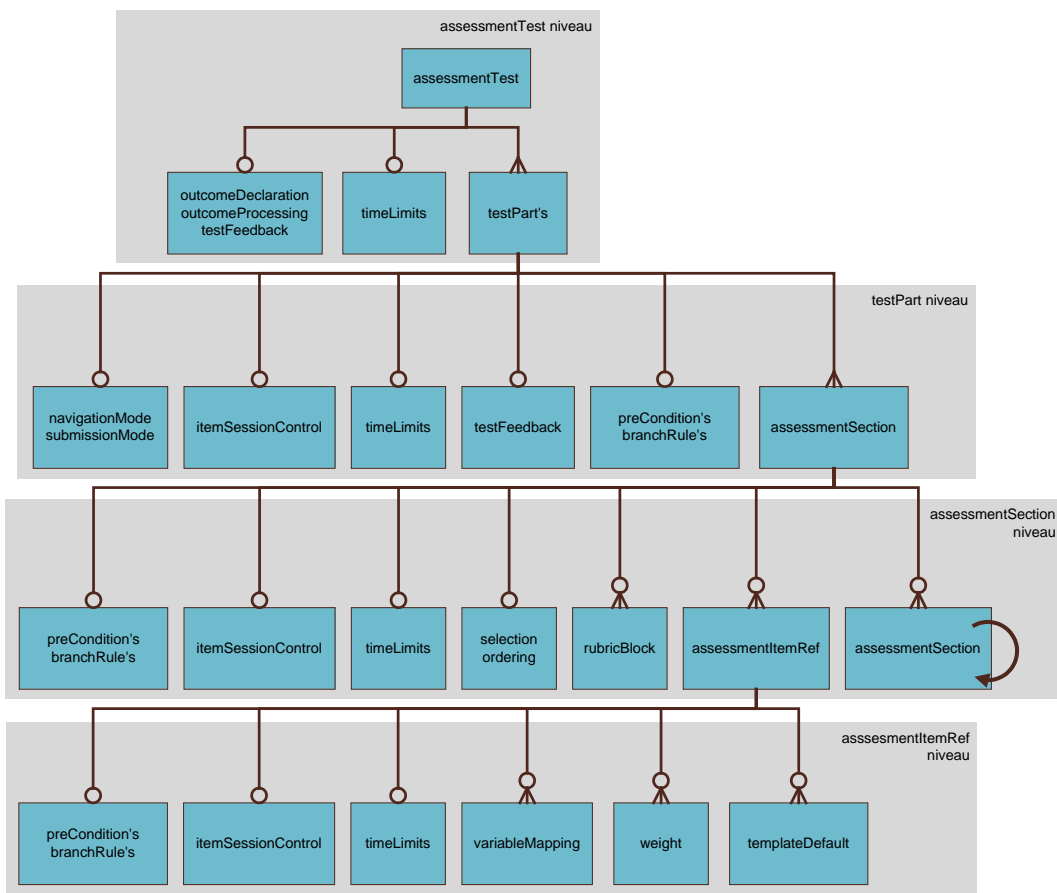 assessmentTest niveau
assessmentTest
outcomeDeclaration
outcomeProcessing
testFeedback
timeLimits
testPart's
testPart niveau
navigationMode
submissionMode
itemSessionControl
timeLimits
testFeedback
preCondition's
branchRule's
assessmentSection
assessmentSection
niveau
preCondition's
branchRule's
itemSessionControl
timeLimits
selection
ordering
rubricBlock
assessmentItemRef
assessmentSection
asssesmentItemRef
niveau
preCondition's
branchRule's
itemSessionControl
timeLimits
variableMapping
weight
templateDefault